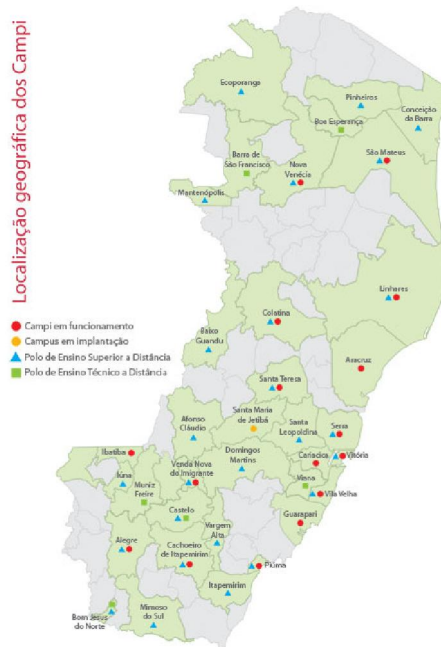 Localização geográfica dos Campi
Campi em funcionamento
Campus em implantação
Polo de Ensino Superior a Distância
Polo de Ensino Técnico a Distância
Ecoporanga
Pinheiros
Conceição
da Barra
Boa Esperança
Barra de
São Francisco
Nova
Venécia
São Mateus
Mantenópolis
Linhares
Colatina
Baixo
Guandu
Aracruz
Santa Teresa
Afonso
Cláudio
Santa Maria
de Jetibá
Santa
Leopoldina
Serra
Ibatiba
Cariacica
Vitória
Iúna
Venda Nova
do Imigrante
Domingos
Martins
Muniz
Freire
Viana
Vila Velha
Castelo
Guarapari
Vargem
Alta
Alegre
Cachoeiro
de Itapemirim
Piúma
Itapemirim
Bom Jesus
do Norte
Mimoso
do Sul